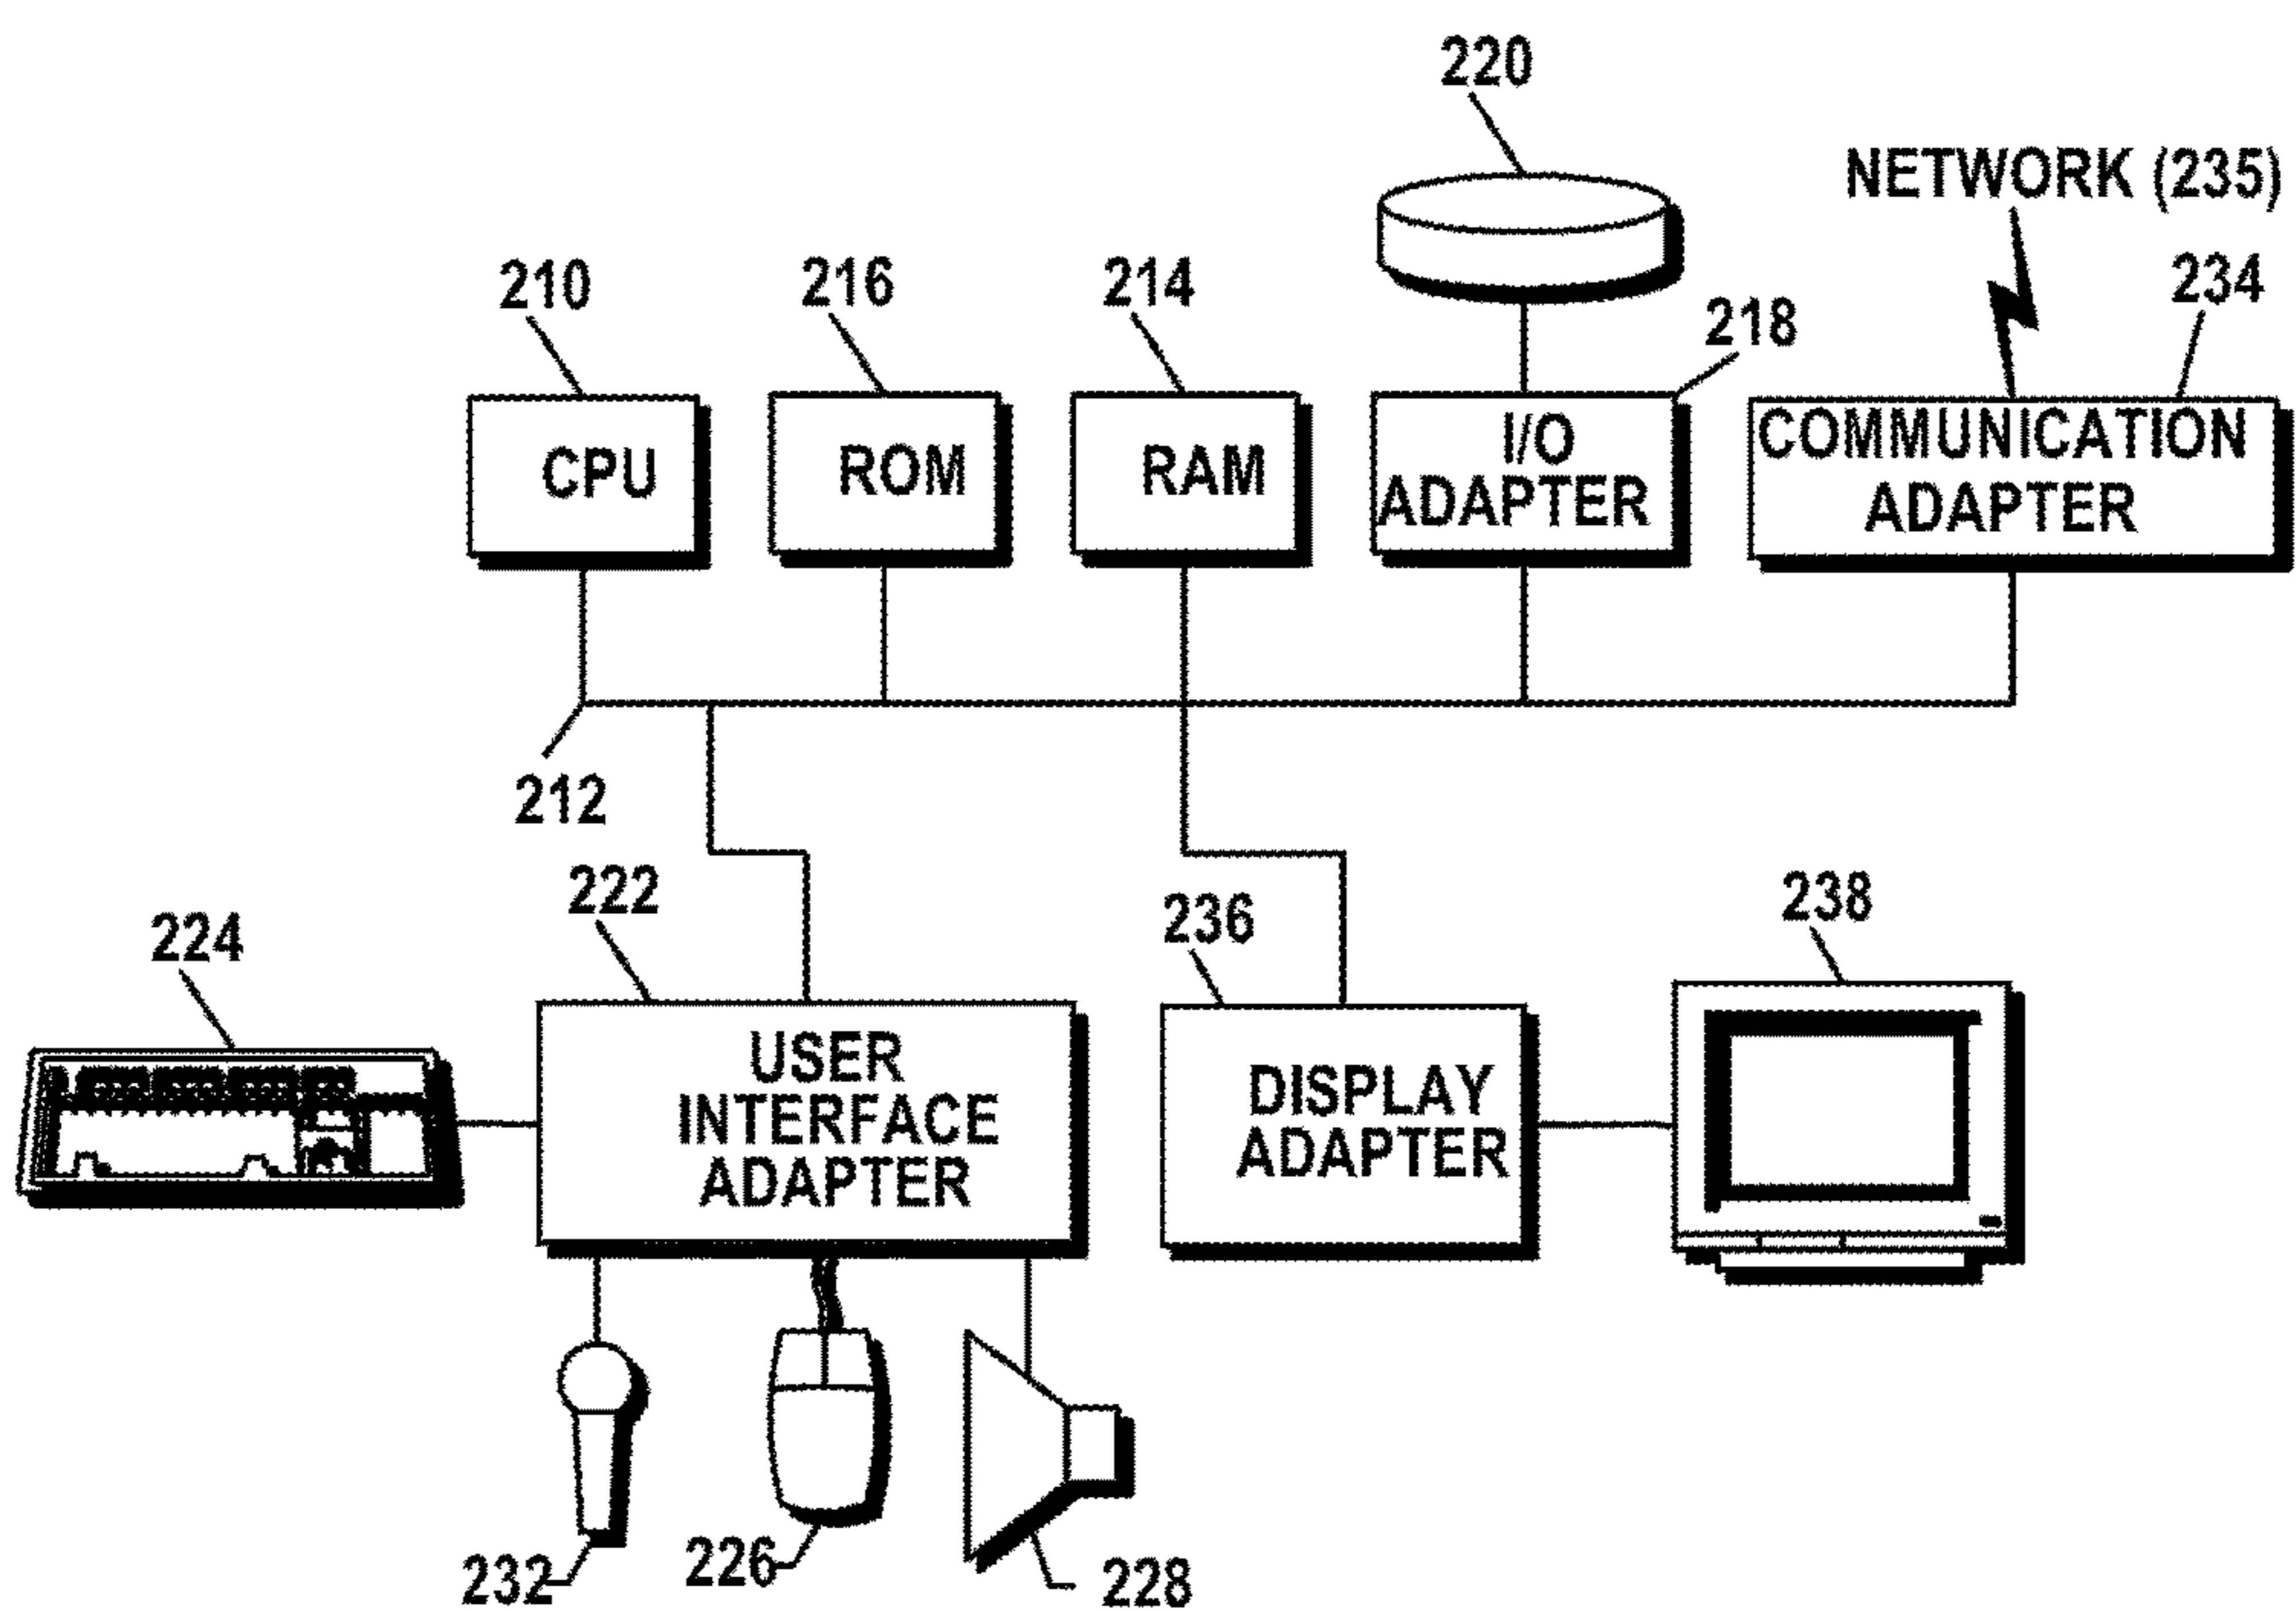 220
NETWORK (235)
210
216
214
218
234
CPU
ROM
RAM
I/O
ADAPTER
COMMUNICATION
ADAPTER
212
222
224
236
238
USER
INTERFACE
ADAPTER
DISPLAY
ADAPTER
232
226
228